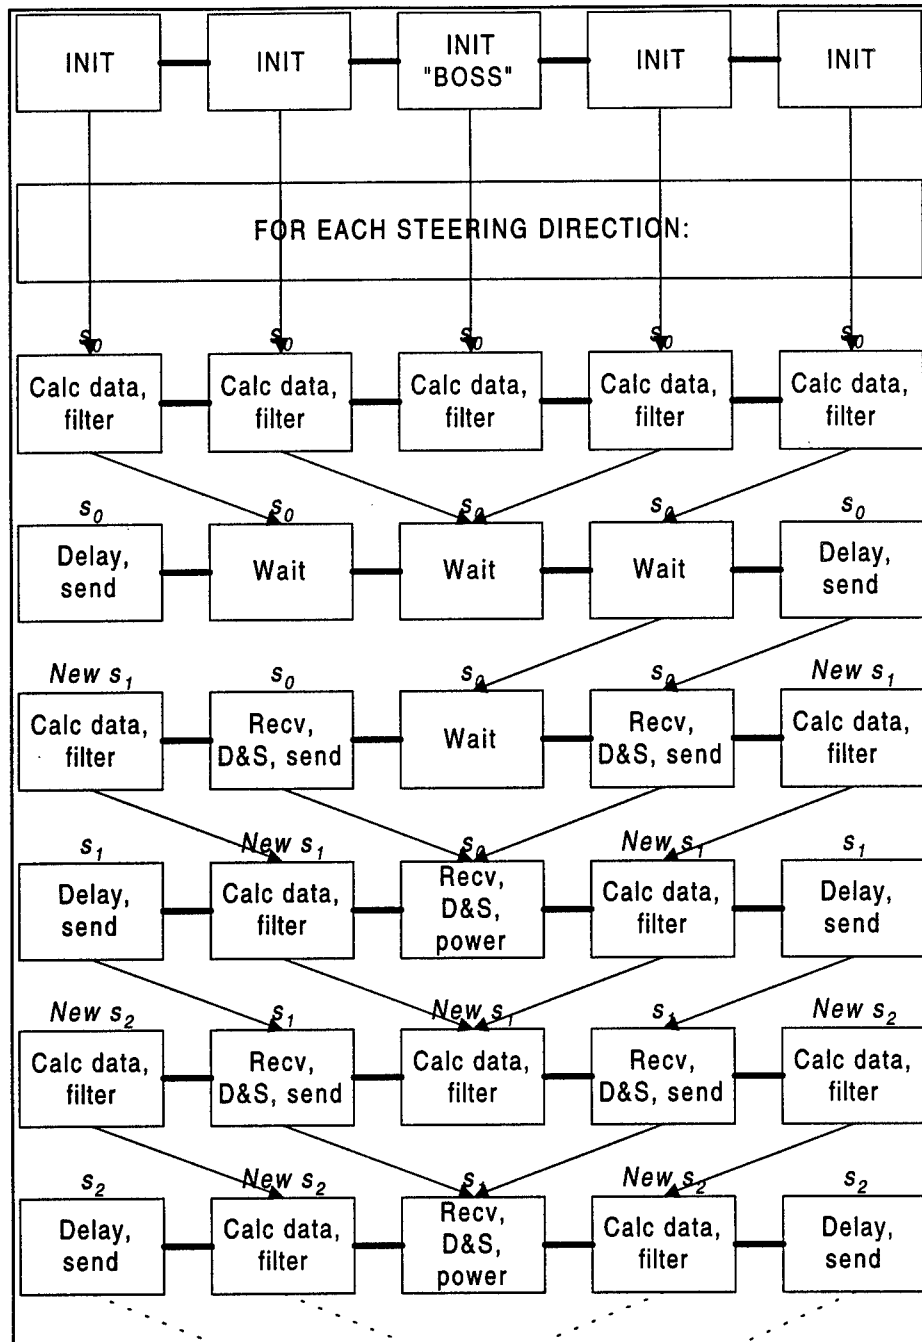 INIT
INIT
INIT
"BOSS"
INIT
INIT
FOR EACH STEERING DIRECTION:
s0
s0
s0
s0
s0
Calc data,
filter
Calc data,
filter
Calc data,
filter
Calc data,
filter
Calc data,
filter
s0
s0
s0
s0
s0
Delay,
send
Wait
Wait
Wait
Delay,
send
New s1
s0
s0
s0
New s1
Calc data,
filter
Recv,
D&S, send
Wait
Recv,
D&S, send
Calc data,
filter
s1
New s1
s0
New s1
s1
Delay,
send
Calc data,
filter
Recv,
D&S,
power
Calc data,
filter
Delay,
send
New s2
s1
New s1
s1
New s2
Calc data,
filter
Recv,
D&S, send
Calc data,
filter
Recv,
D&S, send
Calc data,
filter
s2
New s2
s1
New s2
s2
Delay,
send
Calc data,
filter
Recv,
D&S,
power
Calc data,
filter
Delay,
send